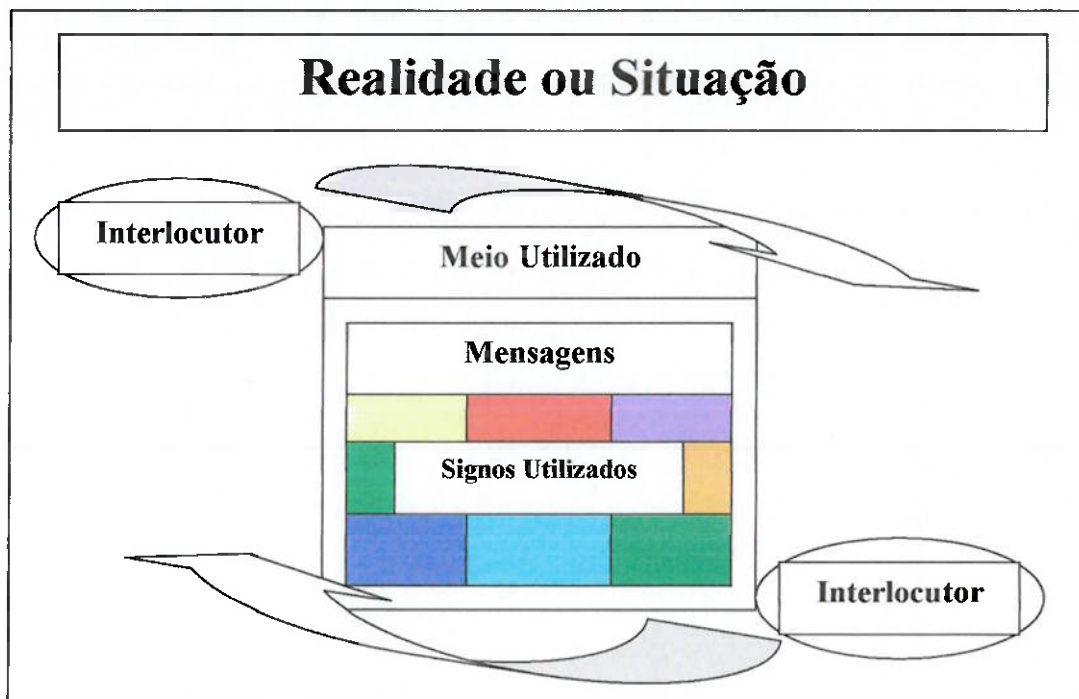 Realidade ou Situação
Interlocutor
Meio Utilizado
Mensagens
Signos Utilizados
Interlocutor